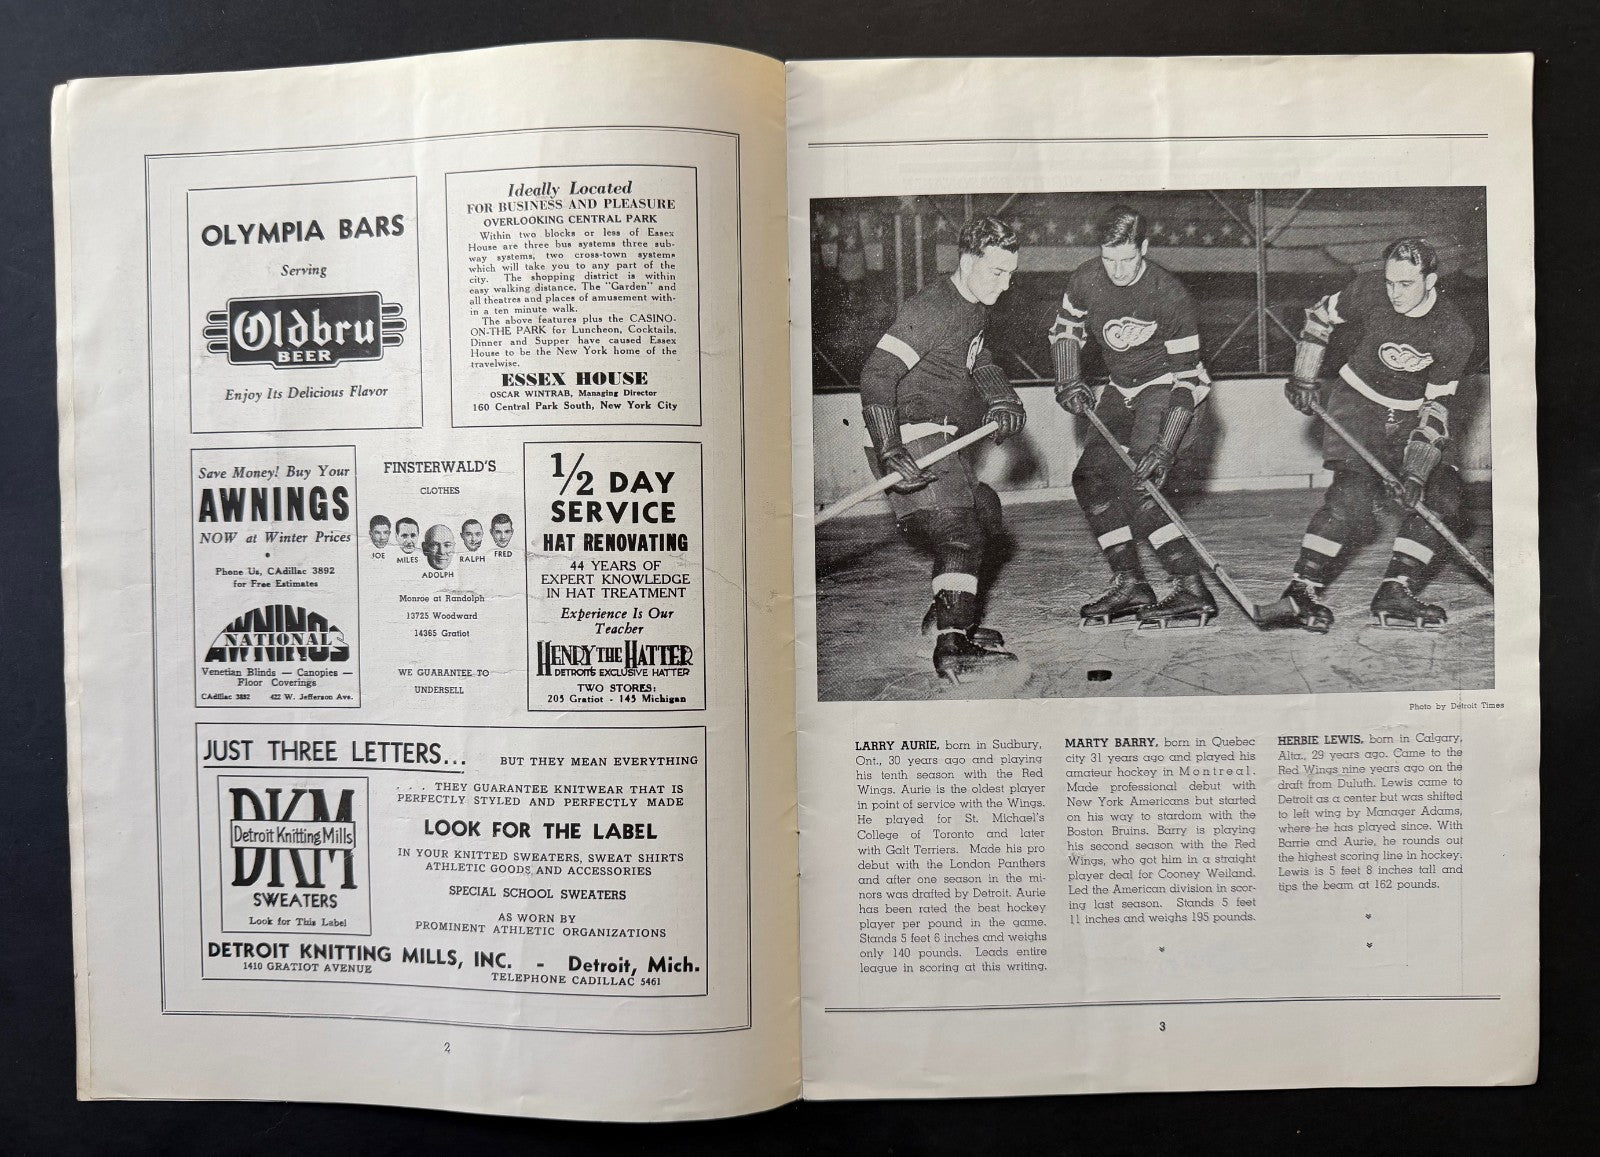 OLYMPIA BARS
Serving
Oldbru
BEER
Enjoy Its Delicious Flavor
Ideally Located
FOR BUSINESS AND PLEASURE
OVERLOOKING CENTRAL PARK
Within two blocks or less of Essex
House are three bus systems three sub-
way systems, two cross-town systems
which will take you to any part of the
city. The shopping district is within
easy walking distance. The "Garden" and
all theatres and places of amusement with-
in a ten minute walk.
The above features plus the CASINO-
ON-THE PARK for Luncheon, Cocktails,
Dinner and Supper have caused Essex
House to be the New York home of the
travelwise.
ESSEX HOUSE
OSCAR WINTRAB, Managing Director
160 Central Park South, New York City
Save Money! Buy Your
AWNINGS
NOW at Winter Prices
Phone Us, CAdillac 3892
for Free Estimates
AWNINGS
NATIONAL
Venetian Blinds — Canopies —
Floor Coverings
CAdillac 3892 422 W. Jefferson Ave.
FINSTERWALD'S
CLOTHES
JOE
MILES
ADOLPH
RALPH
FRED
Monroe at Randolph
13725 Woodward
14365 Gratiot
WE GUARANTEE TO
UNDERSELL
1/2 DAY
SERVICE
HAT RENOVATING
44 YEARS OF
EXPERT KNOWLEDGE
IN HAT TREATMENT
Experience Is Our
Teacher
HENRY THE HATTER
DETROIT'S EXCLUSIVE HATTER
TWO STORES:
205 Gratiot - 145 Michigan
JUST THREE LETTERS...
BUT THEY MEAN EVERYTHING
DKM
Detroit Knitting Mills
SWEATERS
Look for This Label
. . . THEY GUARANTEE KNITWEAR THAT IS
PERFECTLY STYLED AND PERFECTLY MADE
LOOK FOR THE LABEL
IN YOUR KNITTED SWEATERS, SWEAT SHIRTS
ATHLETIC GOODS AND ACCESSORIES
SPECIAL SCHOOL SWEATERS
AS WORN BY
PROMINENT ATHLETIC ORGANIZATIONS
DETROIT KNITTING MILLS, INC. - Detroit, Mich.
1410 GRATIOT AVENUE TELEPHONE CADILLAC 5461
2
Photo by Detroit Times
LARRY AURIE, born in Sudbury,
Ont., 30 years ago and playing
his tenth season with the Red
Wings. Aurie is the oldest player
in point of service with the Wings.
He played for St. Michael's
College of Toronto and later
with Galt Terriers. Made his pro
debut with the London Panthers
and after one season in the mi-
nors was drafted by Detroit. Aurie
has been rated the best hockey
player per pound in the game.
Stands 5 feet 6 inches and weighs
only 140 pounds. Leads entire
league in scoring at this writing.
MARTY BARRY, born in Quebec
city 31 years ago and played his
amateur hockey in Montreal.
Made professional debut with
New York Americans but started
on his way to stardom with the
Boston Bruins. Barry is playing
his second season with the Red
Wings, who got him in a straight
player deal for Cooney Weiland.
Led the American division in scor-
ing last season. Stands 5 feet
11 inches and weighs 195 pounds.
HERBIE LEWIS, born in Calgary,
Alta., 29 years ago. Came to the
Red Wings nine years ago on the
draft from Duluth. Lewis came to
Detroit as a center but was shifted
to left wing by Manager Adams,
where he has played since. With
Barrie and Aurie, he rounds out
the highest scoring line in hockey.
Lewis is 5 feet 8 inches tall and
tips the beam at 162 pounds.
3